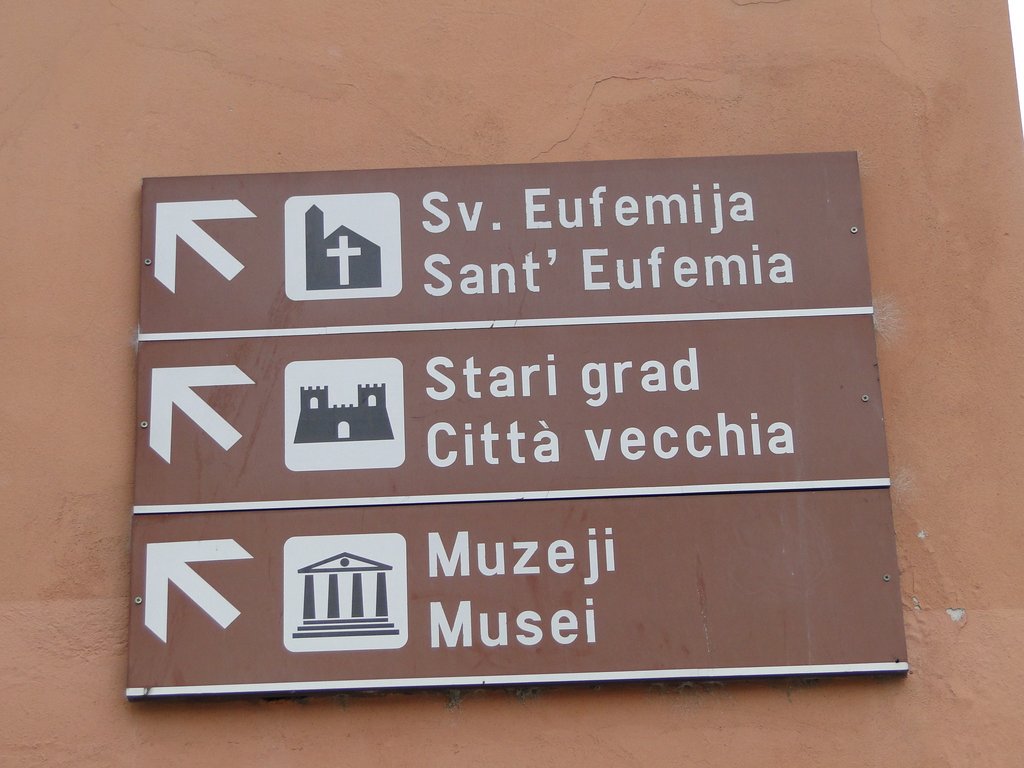 Sv. Eufemija
Sant' Eufemia
Stari grad
Città vecchia
Muzeji
Musei